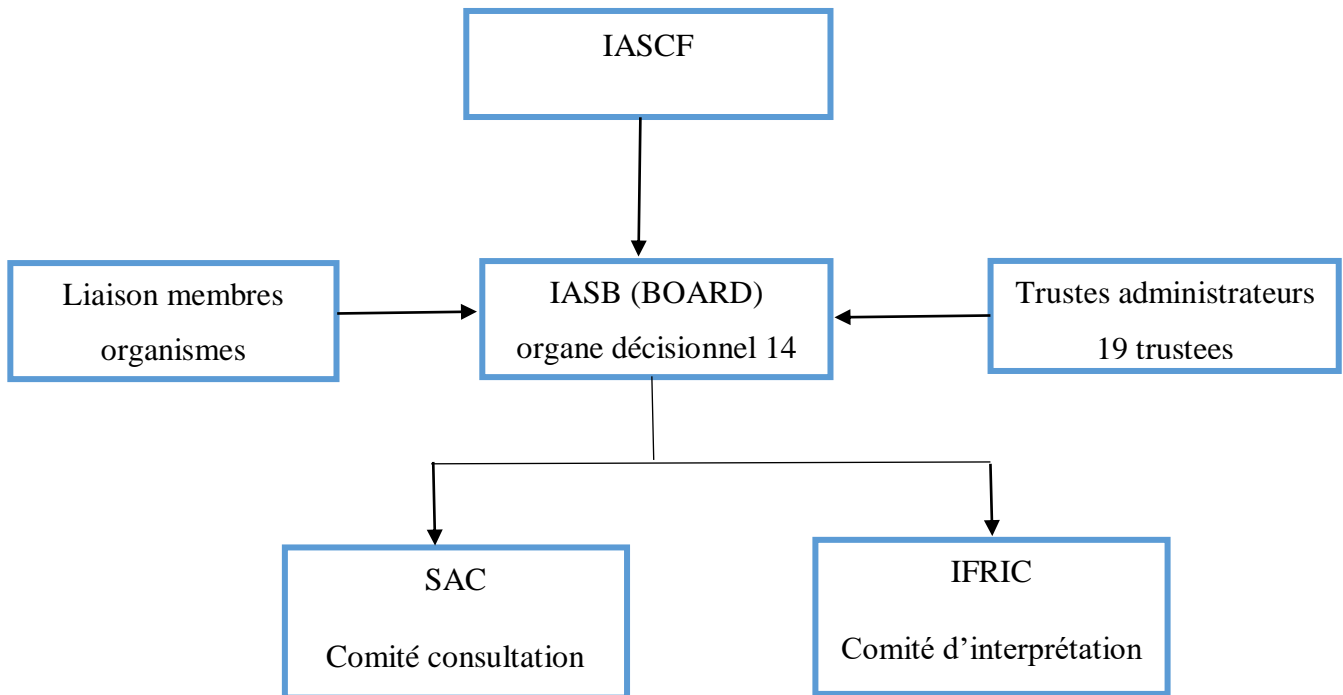 IASCF
Liaison membres
organismes
IASB (BOARD)
organe décisionnel 14
Trustes administrateurs
19 trustees
SAC
Comité consultation
IFRIC
Comité d’interprétation